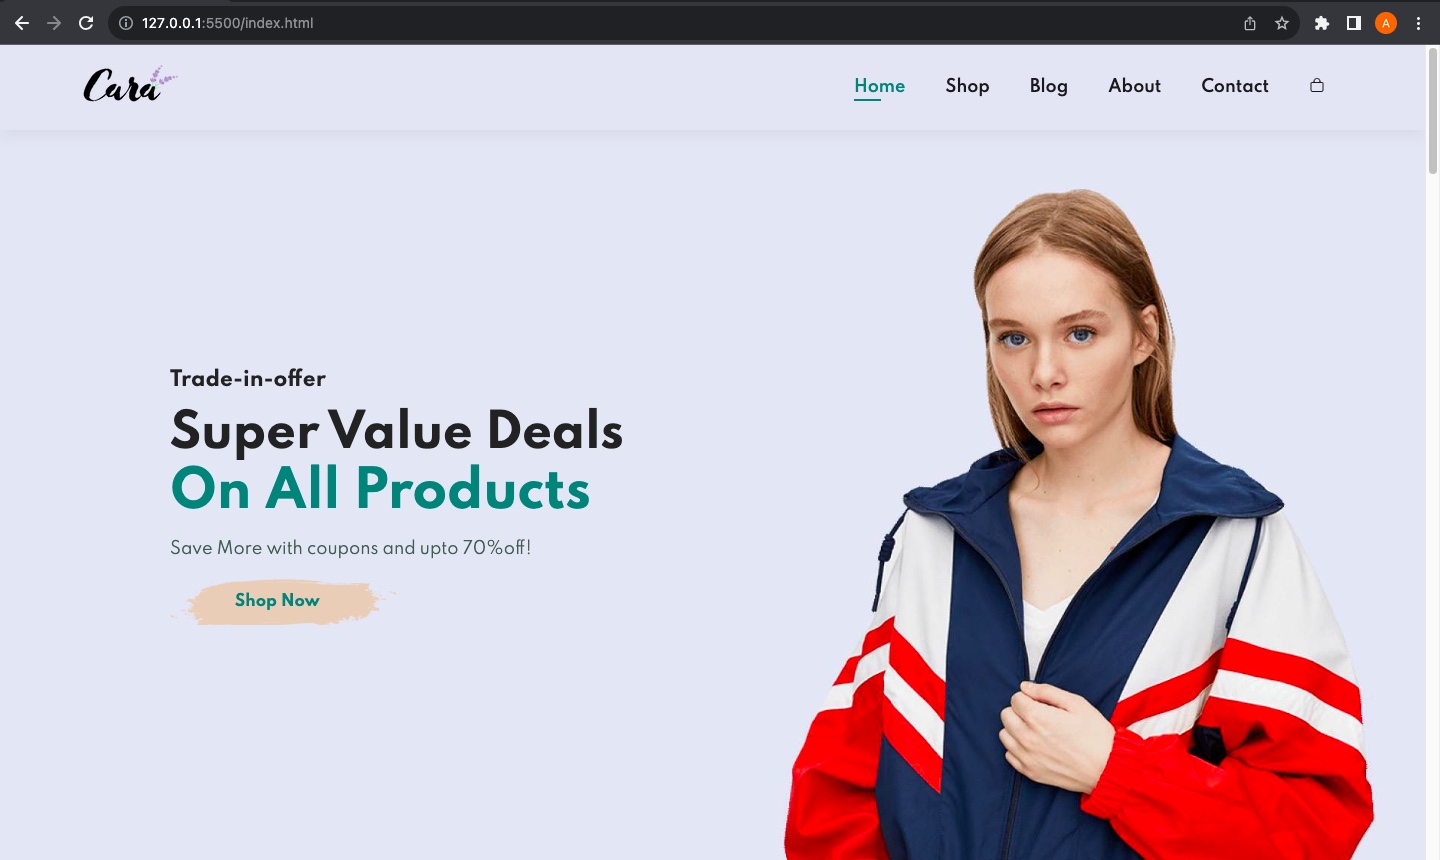 127.0.0.1:5500/index.html
A
Cara
Home Shop Blog About Contact
Trade-in-offer
Super Value Deals
On All Products
Save More with coupons and upto 70%off!
Shop Now